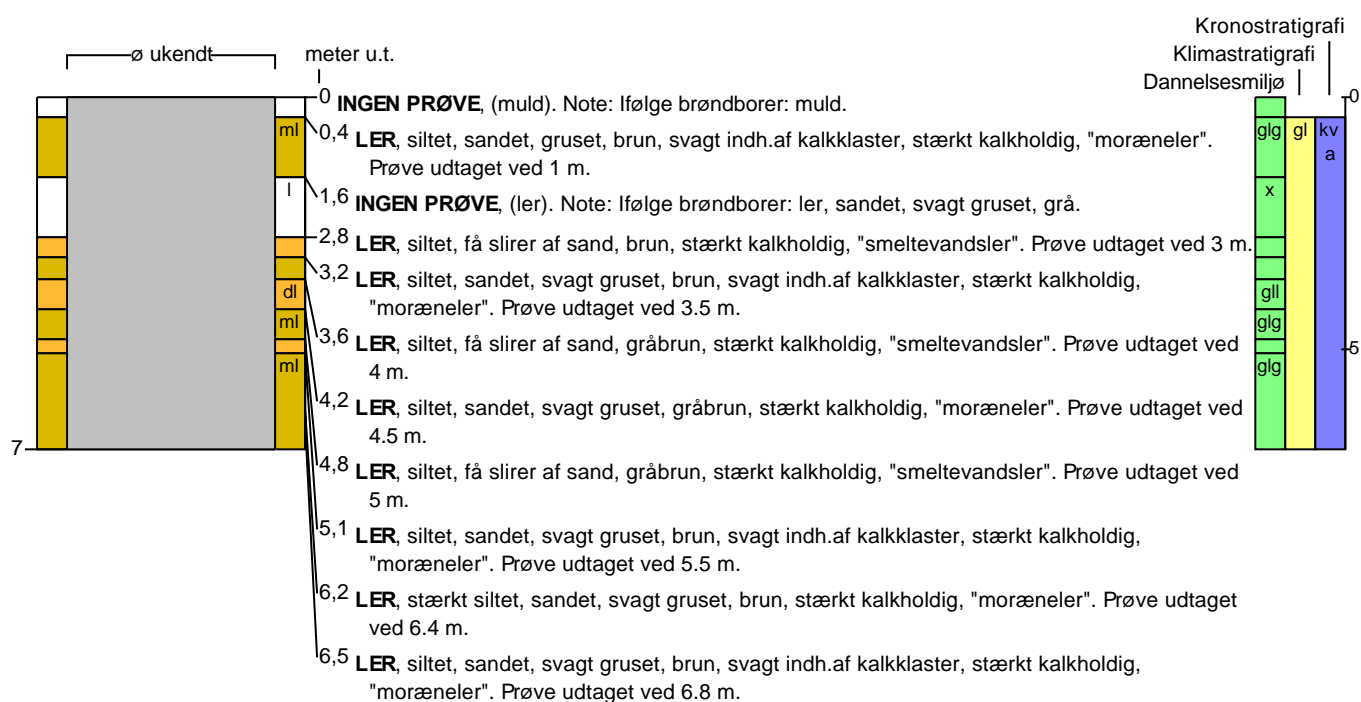 Kronostratigrafi
ø ukendt meter u.t. Klimastratigrafi
Dannelsesmiljø
0 INGEN PRØVE, (muld). Note: Ifølge brøndborer: muld. 0
ml 0,4 LER, siltet, sandet, gruset, brun, svagt indh.af kalkklaster, stærkt kalkholdig, "moræneler". glg gl kv
Prøve udtaget ved 1 m. a
l 1,6 INGEN PRØVE, (ler). Note: Ifølge brøndborer: ler, sandet, svagt gruset, grå. x
2,8 LER, siltet, få slirer af sand, brun, stærkt kalkholdig, "smeltevandsler". Prøve udtaget ved 3 m.
3,2 LER, siltet, sandet, svagt gruset, brun, svagt indh.af kalkklaster, stærkt kalkholdig,
dl "moræneler". Prøve udtaget ved 3.5 m. gll
ml 3,6 LER, siltet, få slirer af sand, gråbrun, stærkt kalkholdig, "smeltevandsler". Prøve udtaget ved glg 5
ml 4 m. glg
4,2 LER, siltet, sandet, svagt gruset, gråbrun, stærkt kalkholdig, "moræneler". Prøve udtaget ved
7 4.5 m.
4,8 LER, siltet, få slirer af sand, gråbrun, stærkt kalkholdig, "smeltevandsler". Prøve udtaget ved
5 m.
5,1 LER, siltet, sandet, svagt gruset, brun, svagt indh.af kalkklaster, stærkt kalkholdig,
"moræneler". Prøve udtaget ved 5.5 m.
6,2 LER, stærkt siltet, sandet, svagt gruset, brun, stærkt kalkholdig, "moræneler". Prøve udtaget
ved 6.4 m.
6,5 LER, siltet, sandet, svagt gruset, brun, svagt indh.af kalkklaster, stærkt kalkholdig,
"moræneler". Prøve udtaget ved 6.8 m.